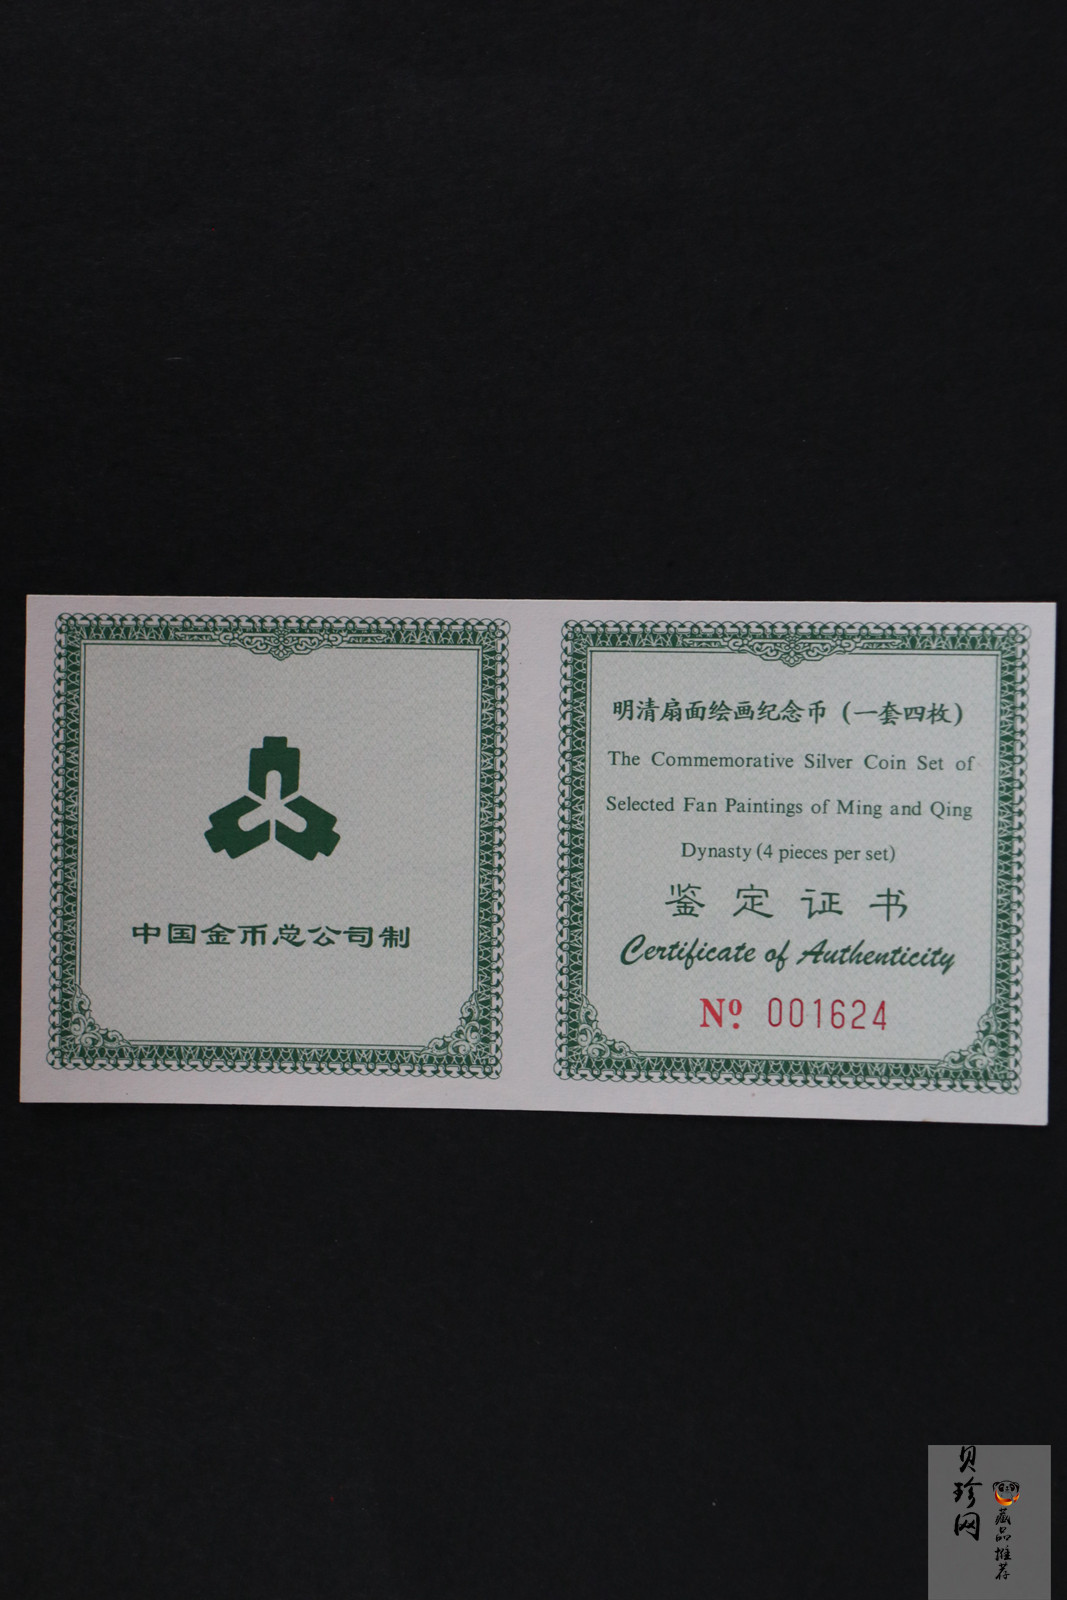 中国金币总公司制
明清扇面绘画纪念币（一套四枚）
The Commemorative Silver Coin Set of
Selected Fan Paintings of Ming and Qing
Dynasty (4 pieces per set)
鉴定证书
Certificate of Authenticity
Nº 001624
贝珍网
藏品推荐